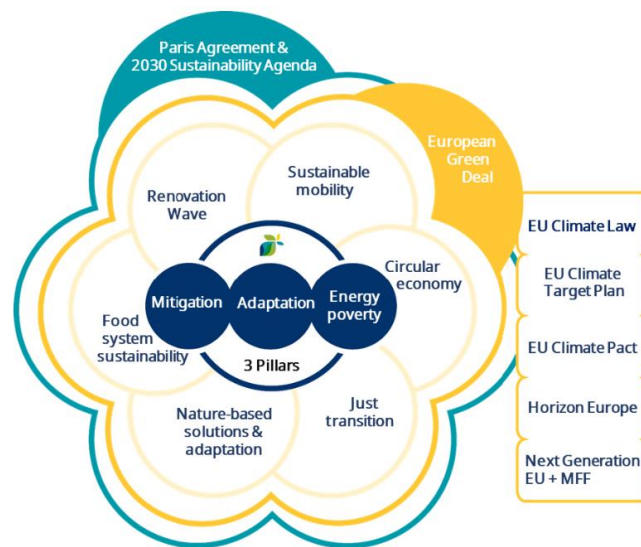 Paris Agreement &
2030 Sustainability Agenda
European
Green
Deal
Sustainable
mobility
Renovation
Wave
Circular
economy
Mitigation
Adaptation
Energy
poverty
Food
system
sustainability
3 Pillars
Nature-based
solutions &
adaptation
Just
transition
EU Climate Law
EU Climate
Target Plan
EU Climate Pact
Horizon Europe
Next Generation
EU + MFF